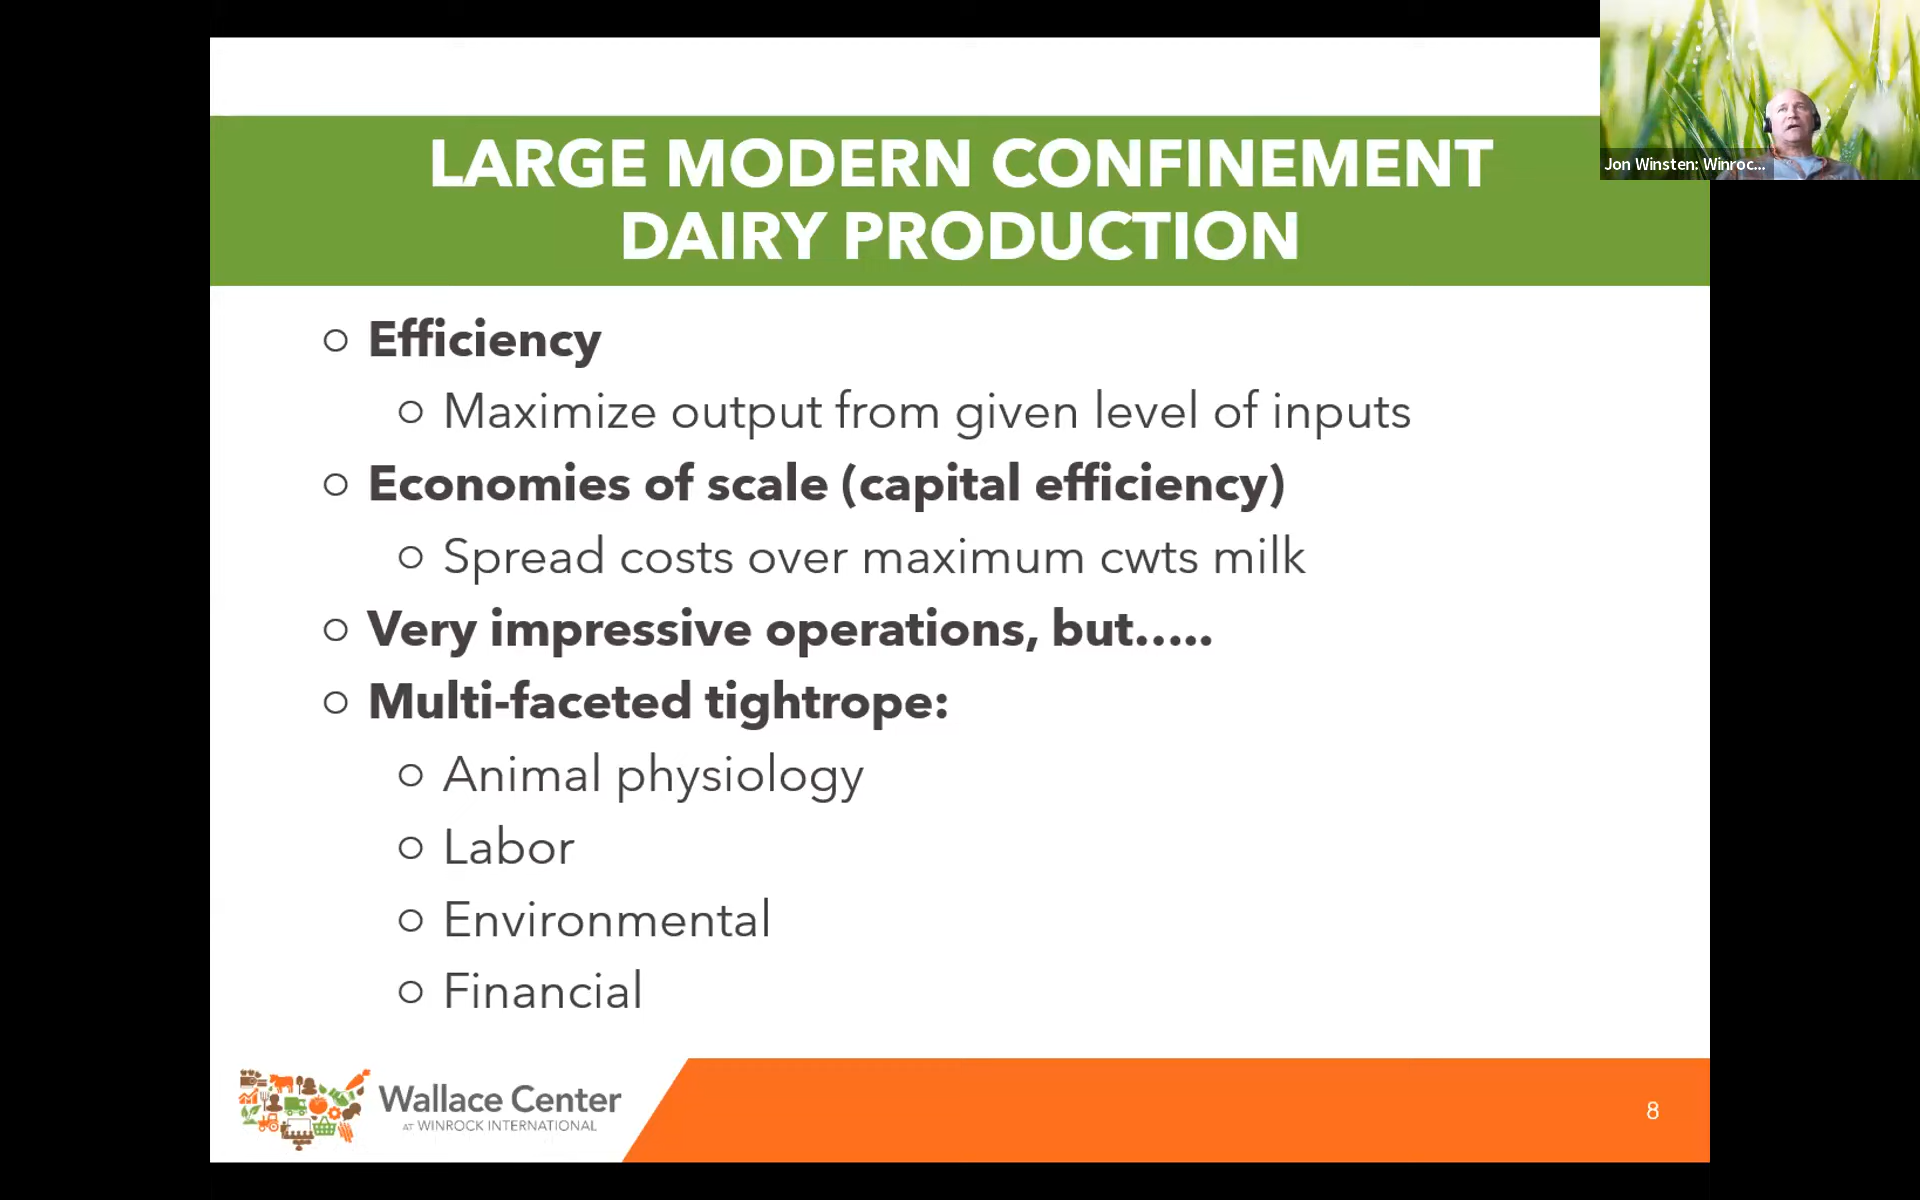 Jon Winsten: Winroc...
LARGE MODERN CONFINEMENT
DAIRY PRODUCTION
Efficiency
Maximize output from given level of inputs
Economies of scale (capital efficiency)
Spread costs over maximum cwts milk
Very impressive operations, but.....
Multi-faceted tightrope:
Animal physiology
Labor
Environmental
Financial
Wallace Center
AT WINROCK INTERNATIONAL
8